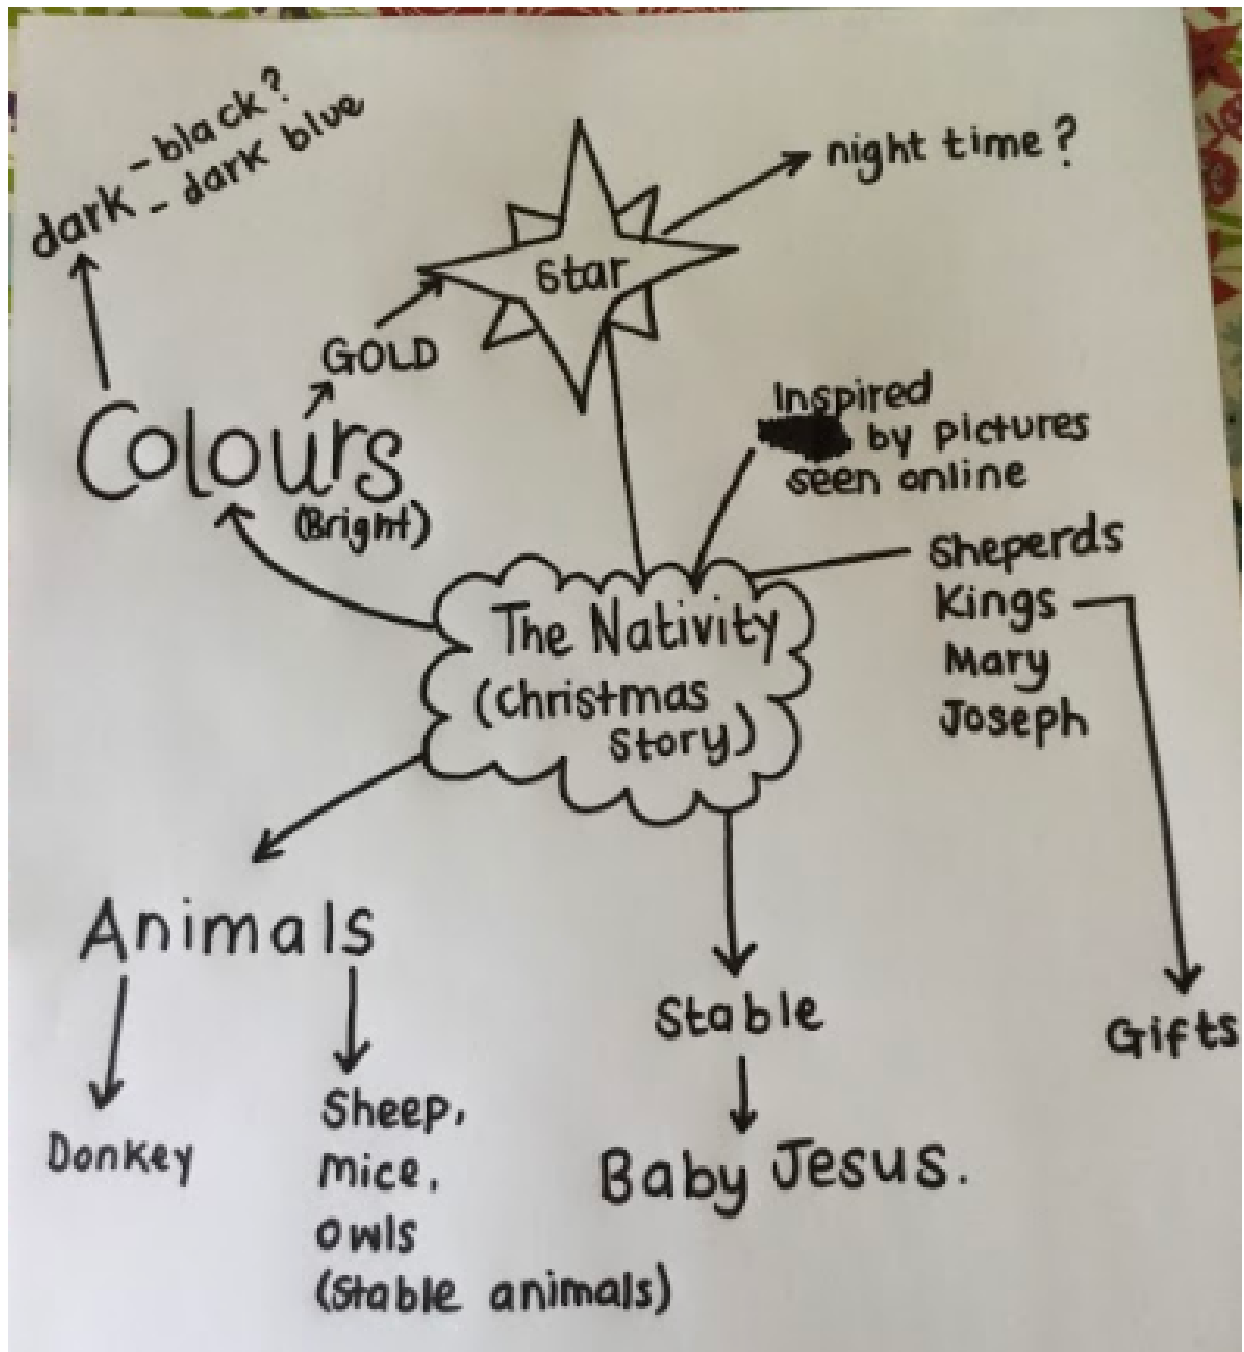 dark - black?
- dark blue
night time?
Star
GOLD
Colours
(Bright)
Inspired
by pictures
seen online
Sheperds
Kings
Mary
Joseph
The Nativity
(Christmas
Story)
Animals
Stable
Gifts
Donkey
Sheep,
mice,
owls
(Stable animals)
Baby Jesus.